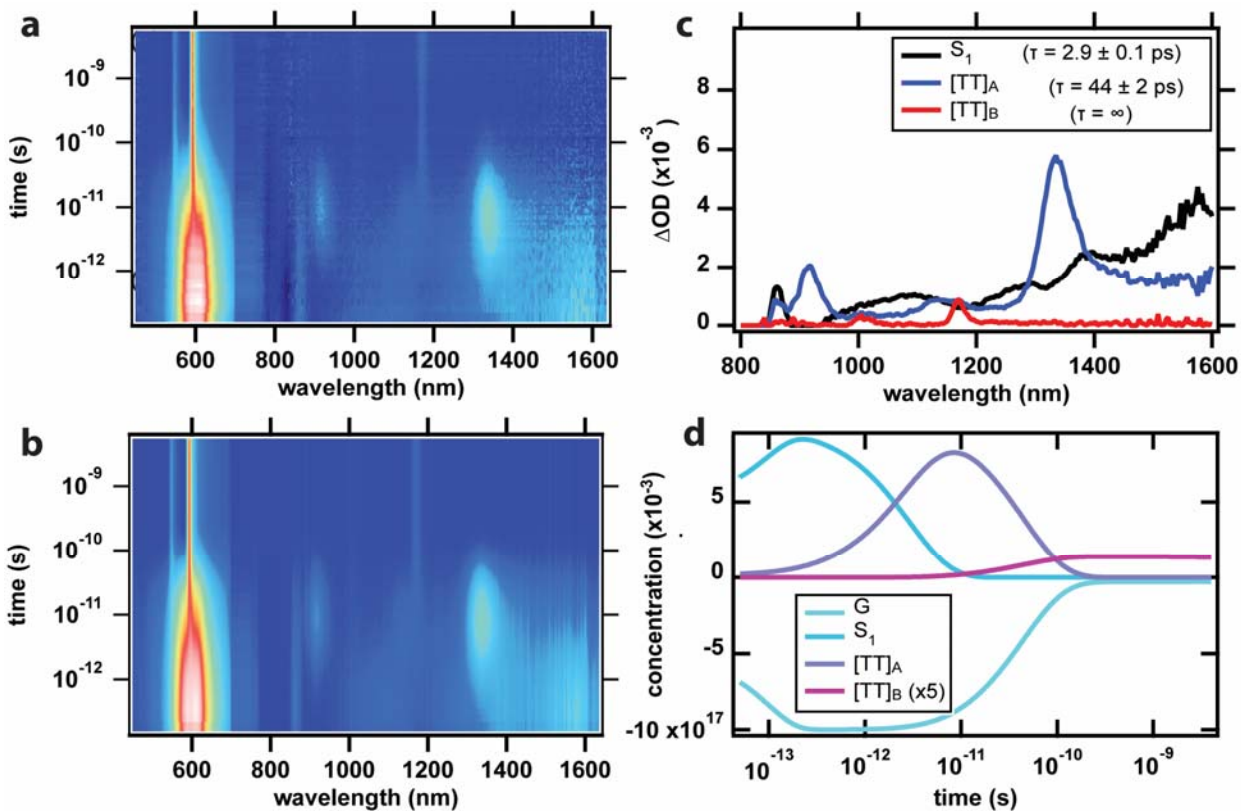 a
time (s)
10-9
10-10
10-11
10-12
600 800 1000 1200 1400 1600
wavelength (nm)
b
time (s)
10-9
10-10
10-11
10-12
600 800 1000 1200 1400 1600
wavelength (nm)
c
ΔOD (x10-3)
8
6
4
2
0
S1 (τ = 2.9 ± 0.1 ps)
[TT]A (τ = 44 ± 2 ps)
[TT]B (τ = ∞)
800 1000 1200 1400 1600
wavelength (nm)
d
concentration (x10-3)
5
0
-5
-10 x10 17
G
S1
[TT]A
[TT]B (x5)
10-13 10-12 10-11 10-10 10-9
time (s)